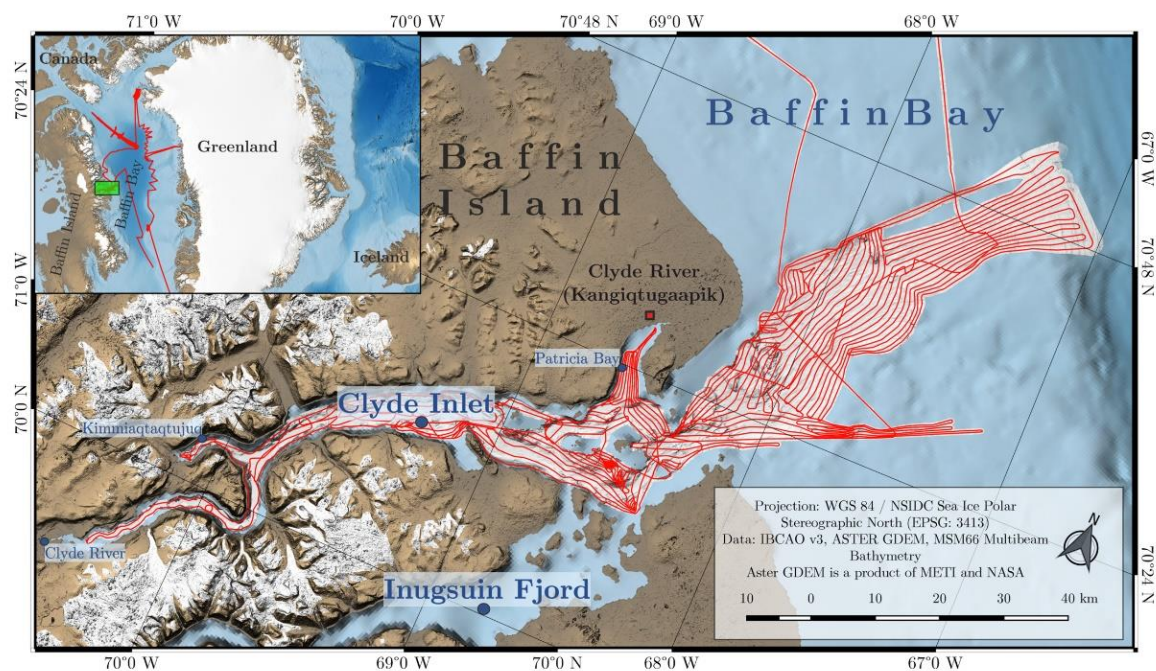 71°0 W
70°0 W
70°48 N
69°0 W
68°0 W
70°24 N
Canada
Greenland
Baffin Bay
Baffin Island
Iceland
Baffin Bay
Baffin
Island
67°0 W
70°48 N
71°0 W
Clyde River
(Kangiqtugaapik)
Patricia Bay
Clyde Inlet
70°0 N
Kimmiaqtaqtujuq
Clyde River
Inugsuin Fjord
Projection: WGS 84 / NSIDC Sea Ice Polar
Stereographic North (EPSG: 3413)
Data: IBCAO v3, ASTER GDEM, MSM66 Multibeam
Bathymetry
Aster GDEM is a product of METI and NASA
N
10 0 10 20 30 40 km
70°24 N
70°0 W
69°0 W
70°0 N
68°0 W
67°0 W